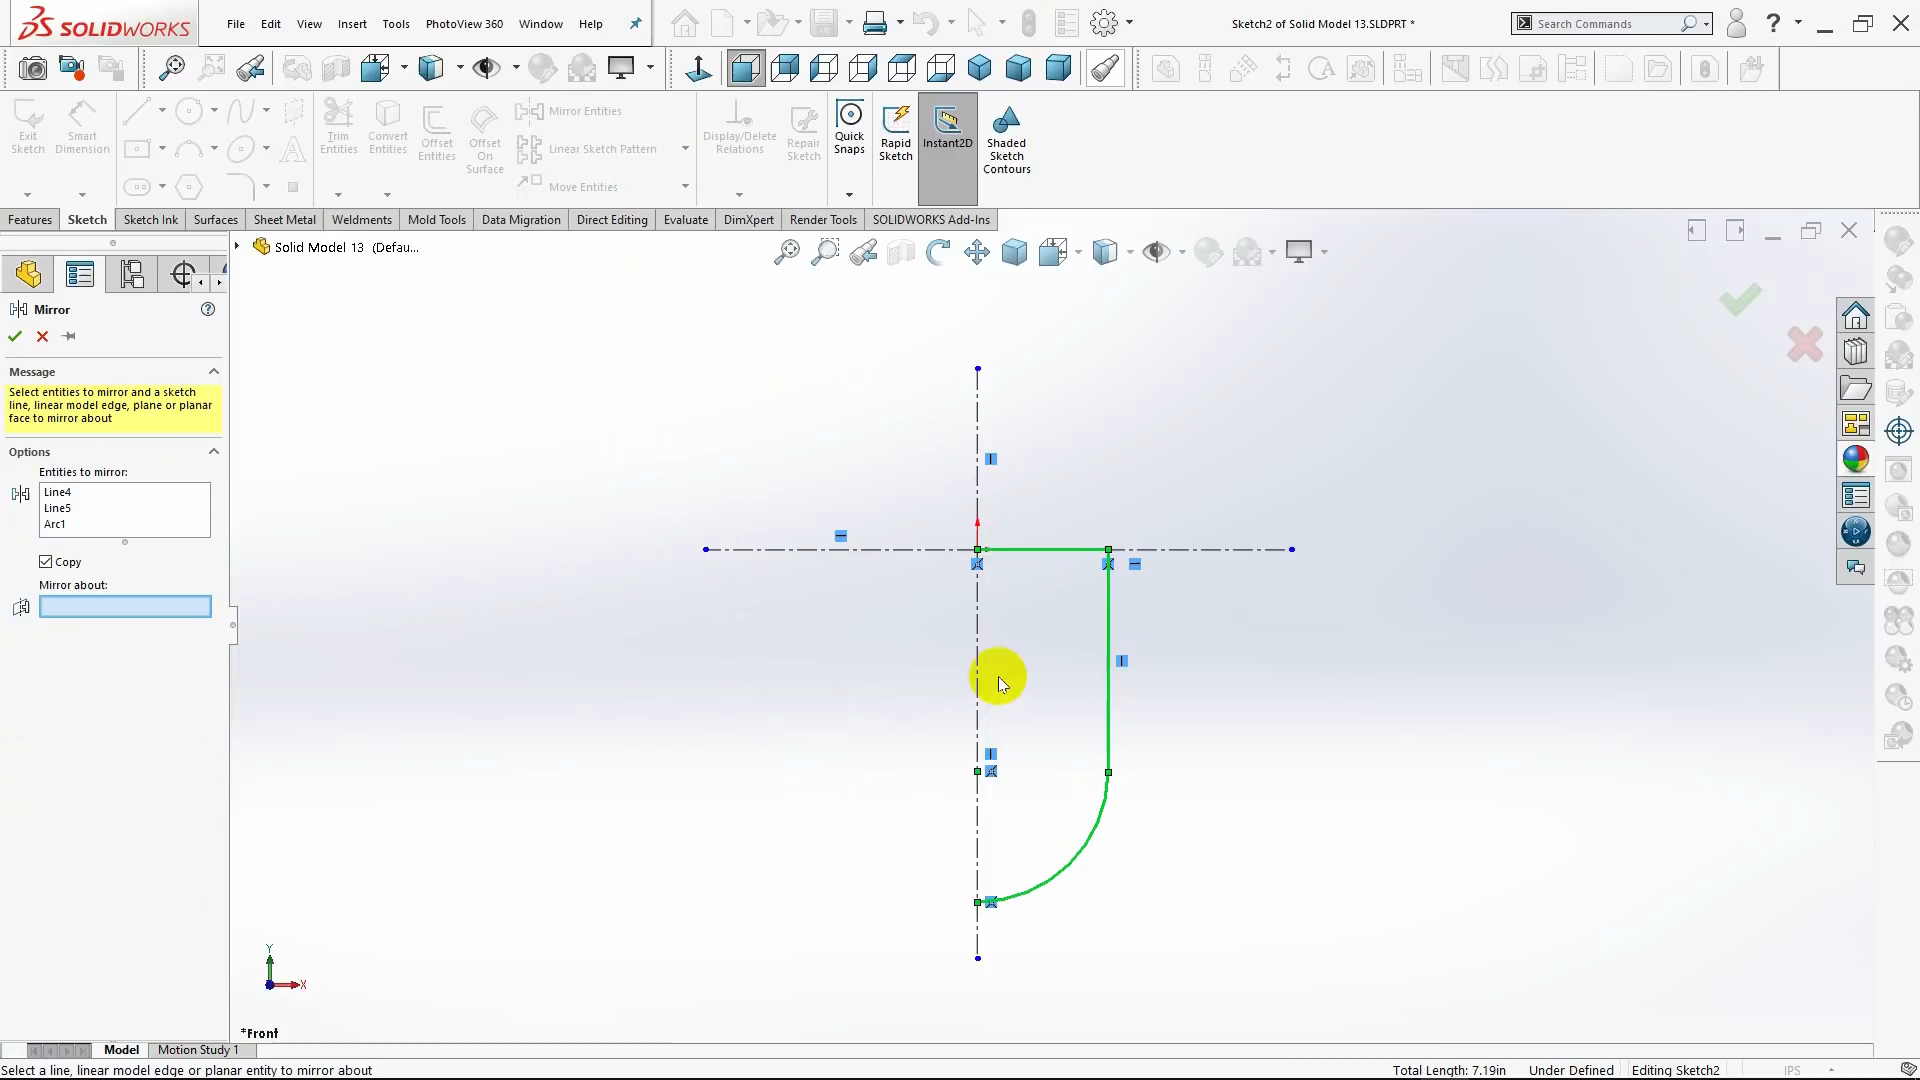 SOLIDWORKS File Edit View Insert Tools PhotoView 360 Window Help Sketch2 of Solid Model 13.SLDPRT * Search Commands ?
Exit Sketch
Smart Dimension
Trim Entities
Convert Entities
Offset Entities
Offset On Surface
Mirror Entities
Linear Sketch Pattern
Move Entities
Display/Delete Relations
Repair Sketch
Quick Snaps
Rapid Sketch
Instant2D
Shaded Sketch Contours
Features Sketch Sketch Ink Surfaces Sheet Metal Weldments Mold Tools Data Migration Direct Editing Evaluate DimXpert Render Tools SOLIDWORKS Add-Ins
Solid Model 13 (Defau...
Mirror
Message
Select entities to mirror and a sketch
line, linear model edge, plane or planar
face to mirror about
Options
Entities to mirror:
Line4
Line5
Arc1
Copy
Mirror about:
Y
X
*Front
Model Motion Study 1
Select a line, linear model edge or planar entity to mirror about Total Length: 7.19in Under Defined Editing Sketch2 IPS